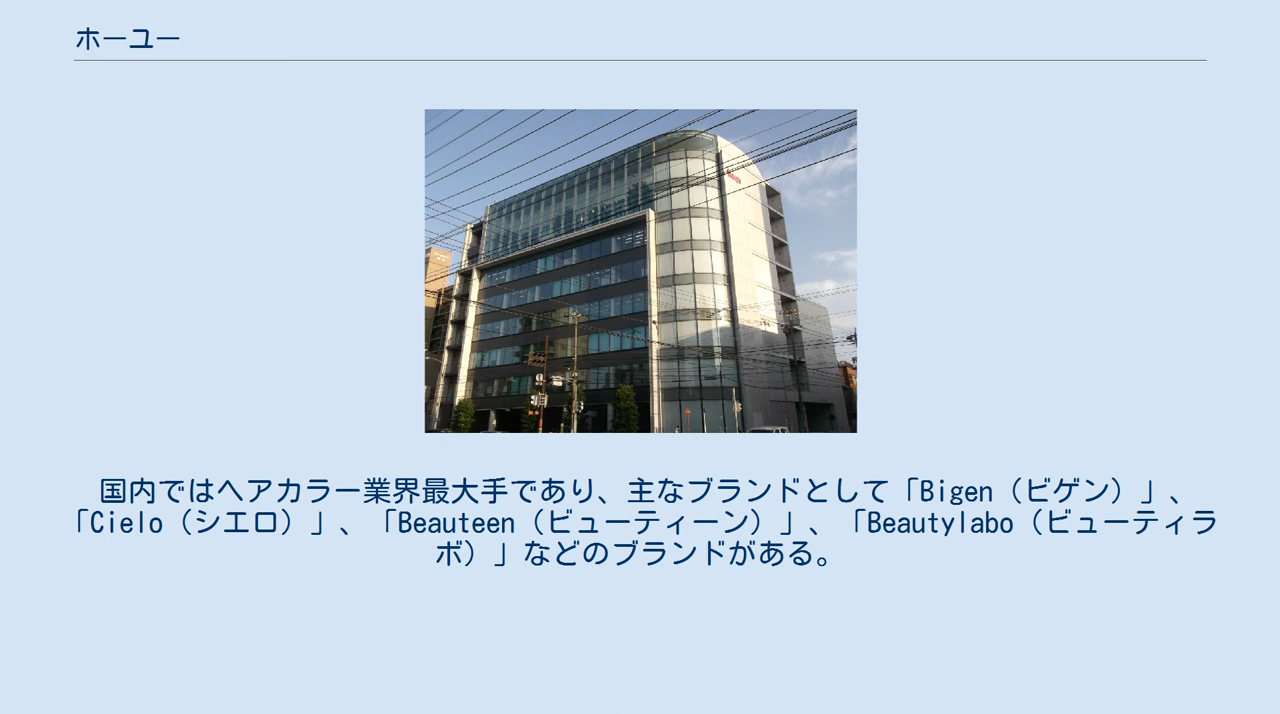 ホーユー
国内ではヘアカラー業界最大手であり、主なブランドとして「Bigen（ビゲン）」、
「Cielo（シエロ）」、「Beauteen（ビューティーン）」、「Beautylabo（ビューティラ
ボ）」などのブランドがある。